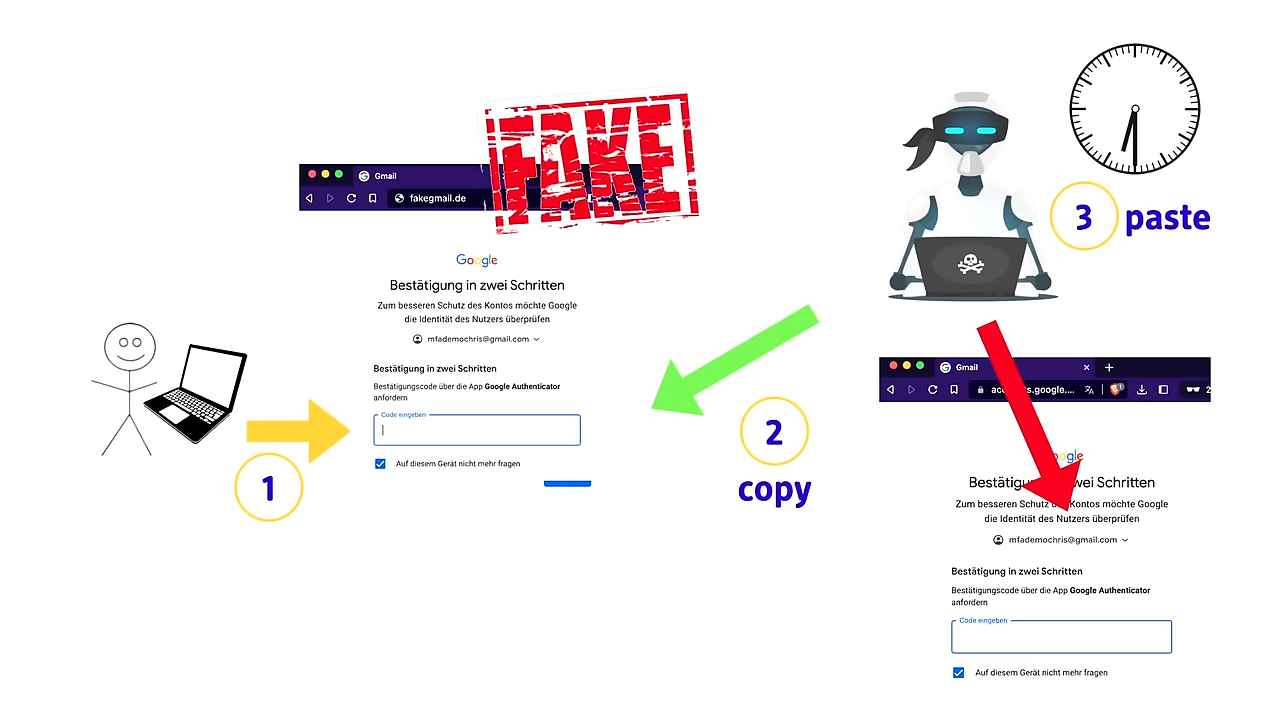 FAKE
Gmail
fakegmail.de
Google
Bestätigung in zwei Schritten
Zum besseren Schutz des Kontos möchte Google
die Identität des Nutzers überprüfen
mfademochris@gmail.com
Bestätigung in zwei Schritten
Bestätigungscode über die App Google Authenticator
anfordern
Code eingeben
Auf diesem Gerät nicht mehr fragen
1
2
copy
3 paste
Gmail
google....
2
Schritten
Zum besseren Schutz Kontos möchte Google
die Identität des Nutzers überprüfen
mfademochris@gmail.com
Bestätigung in zwei Schritten
Bestätigungscode über die App Google Authenticator
anfordern
Code eingeben
Auf diesem Gerät nicht mehr fragen